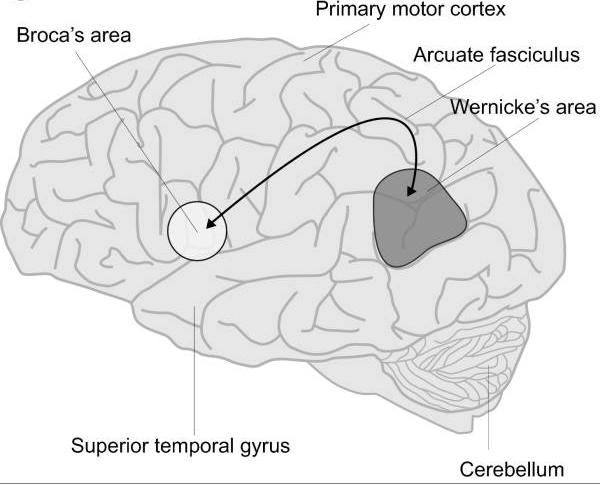 Primary motor cortex
Broca's area
Arcuate fasciculus
Wernicke's area
Superior temporal gyrus
Cerebellum